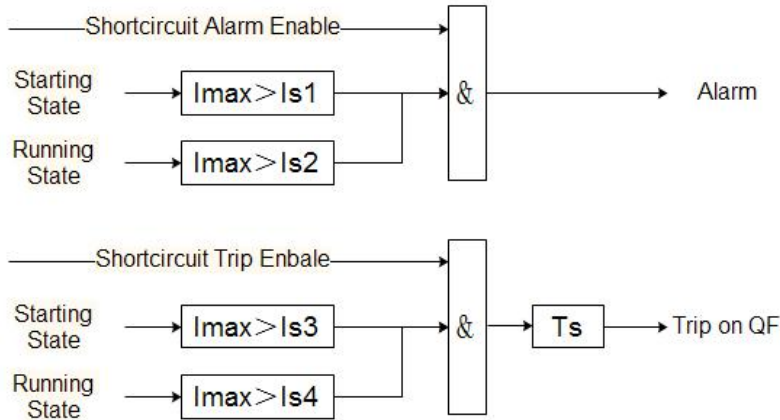 Shortcircuit Alarm Enable
Starting
State
Imax＞Is1
&
Alarm
Running
State
Imax＞Is2
Shortcircuit Trip Enbale
Starting
State
Imax＞Is3
&
Ts
Trip on QF
Running
State
Imax＞Is4